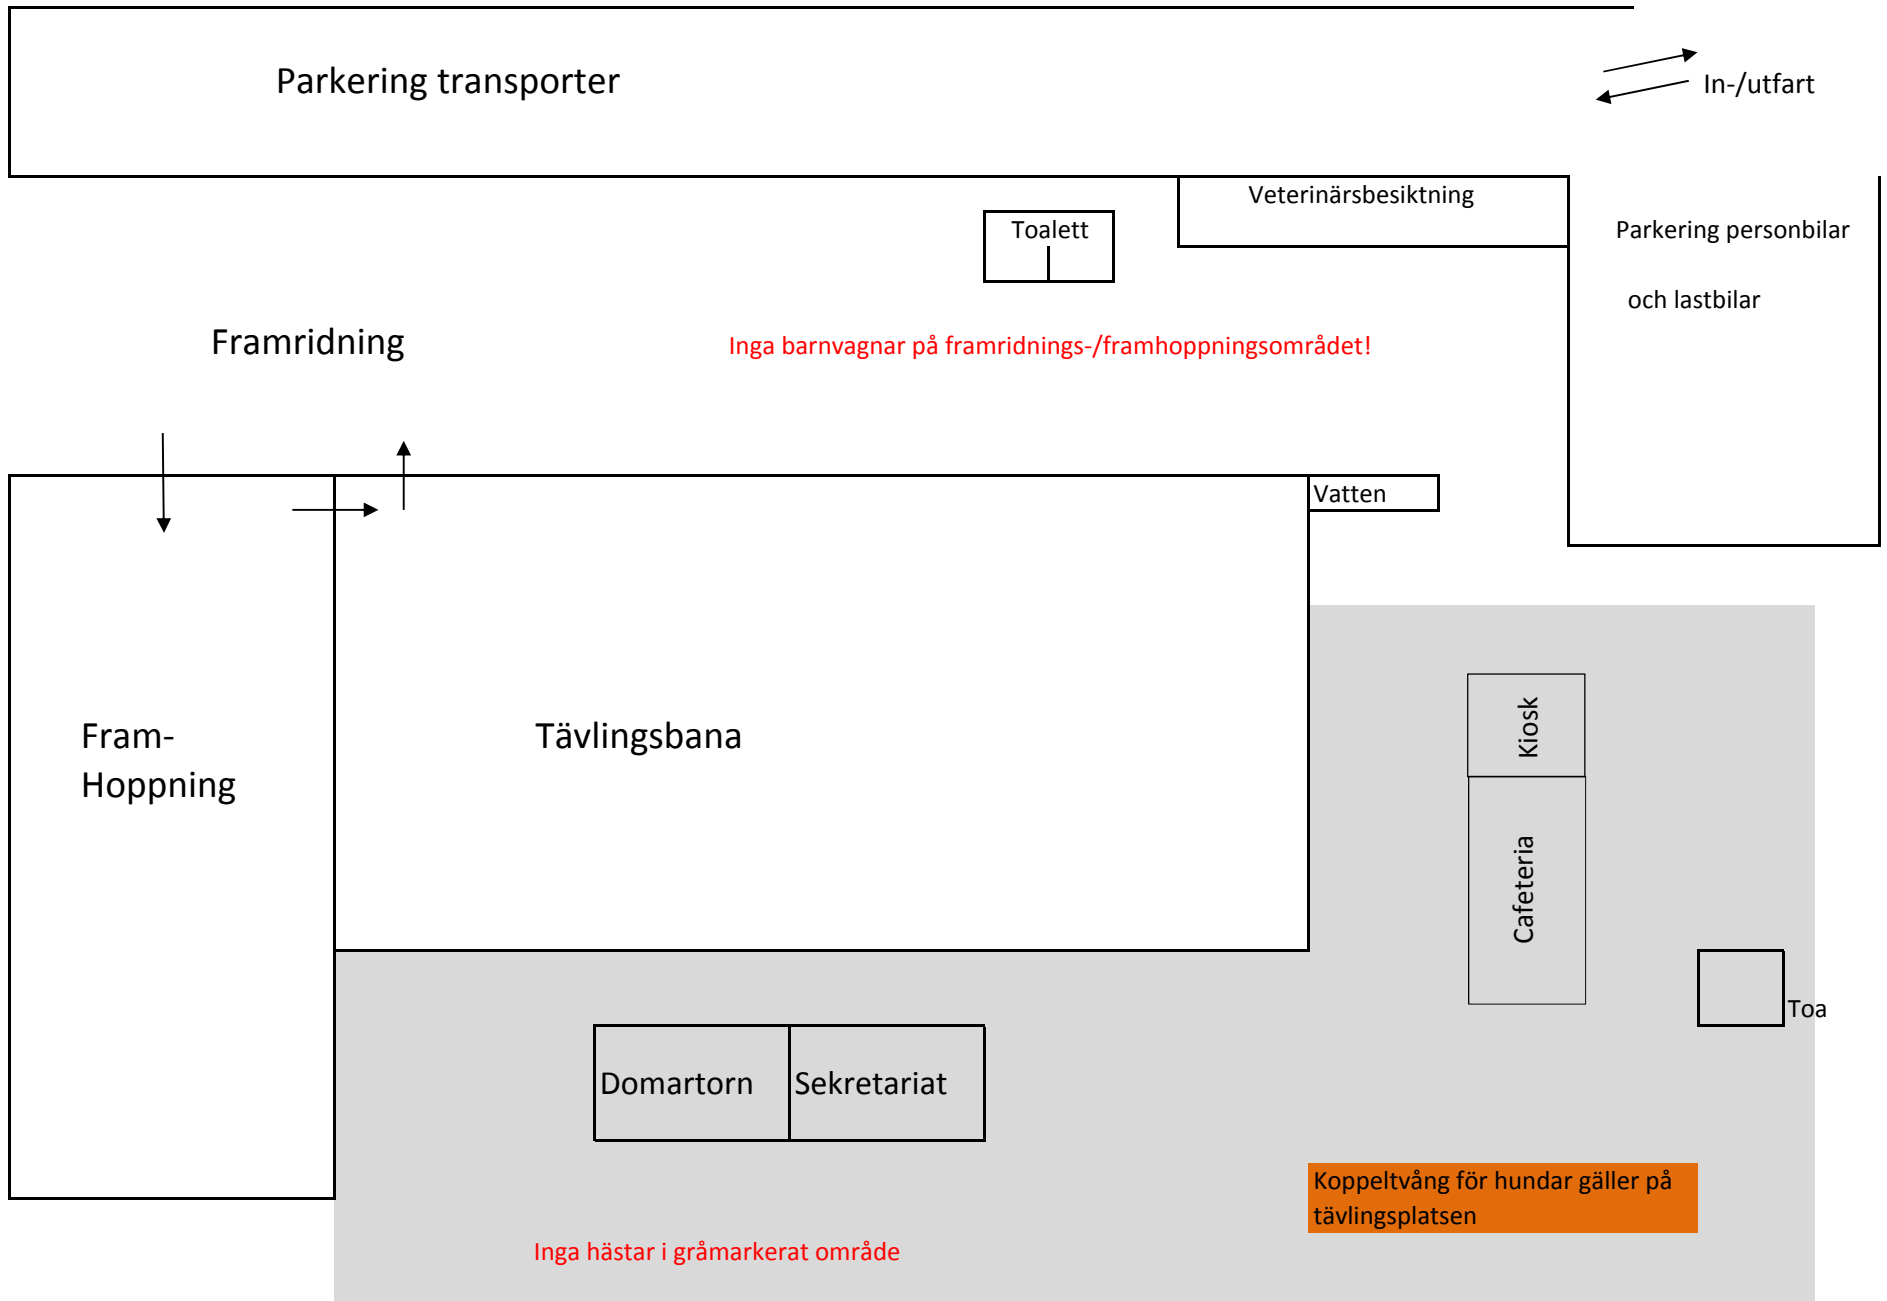 Parkering transporter
In-/utfart
Veterinärsbesiktning
Toalett
Parkering personbilar
och lastbilar
Framridning
Inga barnvagnar på framridnings-/framhoppningsområdet!
Vatten
Fram-
Hoppning
Tävlingsbana
Kiosk
Cafeteria
Toa
Domartorn
Sekretariat
Koppeltvång för hundar gäller på
tävlingsplatsen
Inga hästar i gråmarkerat område